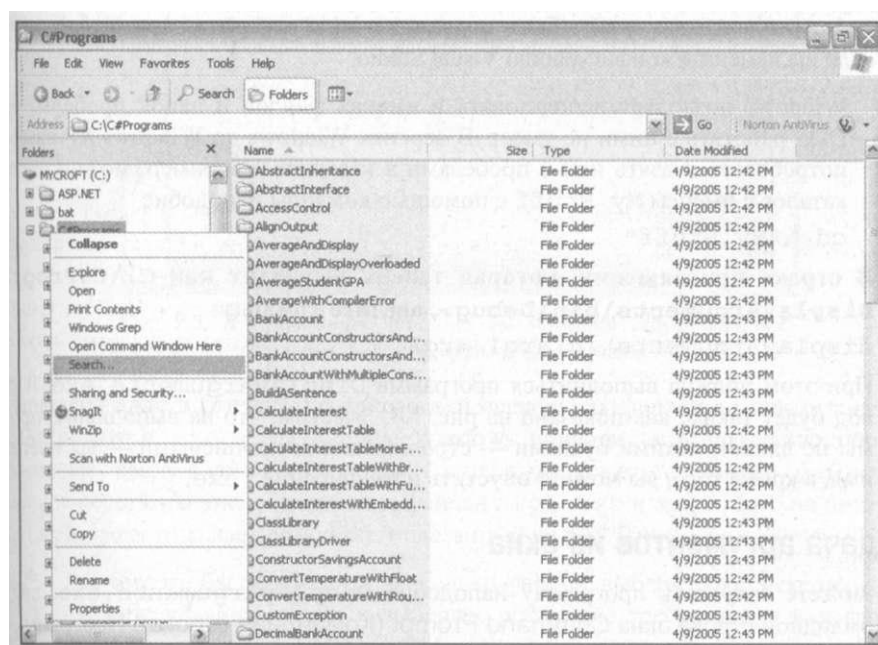 C#Programs
File Edit View Favorites Tools Help
Back Search Folders
Address C:\C#Programs Go Norton AntiVirus
Folders Name Size Type Date Modified
MYCROFT (C:)
ASP.NET
bat
C#Programs
Collapse
Explore
Open
Print Contents
Windows Grep
Open Command Window Here
Search...
Sharing and Security...
SnagIt
WinZip
Scan with Norton AntiVirus
Send To
Cut
Copy
Delete
Rename
Properties
AbstractInheritance File Folder 4/9/2005 12:42 PM
AbstractInterface File Folder 4/9/2005 12:42 PM
AccessControl File Folder 4/9/2005 12:42 PM
AlignOutput File Folder 4/9/2005 12:42 PM
AverageAndDisplay File Folder 4/9/2005 12:42 PM
AverageAndDisplayOverloaded File Folder 4/9/2005 12:42 PM
AverageStudentGPA File Folder 4/9/2005 12:42 PM
AverageWithCompilerError File Folder 4/9/2005 12:42 PM
BankAccount File Folder 4/9/2005 12:43 PM
BankAccountConstructorsAnd... File Folder 4/9/2005 12:42 PM
BankAccountConstructorsAnd... File Folder 4/9/2005 12:43 PM
BankAccountWithMultipleCons... File Folder 4/9/2005 12:42 PM
BuildASentence File Folder 4/9/2005 12:42 PM
CalculateInterest File Folder 4/9/2005 12:42 PM
CalculateInterestTable File Folder 4/9/2005 12:42 PM
CalculateInterestTableMoreF... File Folder 4/9/2005 12:42 PM
CalculateInterestTableWithBr... File Folder 4/9/2005 12:42 PM
CalculateInterestTableWithFu... File Folder 4/9/2005 12:42 PM
CalculateInterestWithEmbedd... File Folder 4/9/2005 12:42 PM
ClassLibrary File Folder 4/9/2005 12:43 PM
ClassLibraryDriver File Folder 4/9/2005 12:43 PM
ConstructorSavingsAccount File Folder 4/9/2005 12:43 PM
ConvertTemperatureWithFloat File Folder 4/9/2005 12:42 PM
ConvertTemperatureWithRou... File Folder 4/9/2005 12:42 PM
CustomException File Folder 4/9/2005 12:43 PM
DecimalBankAccount File Folder 4/9/2005 12:43 PM